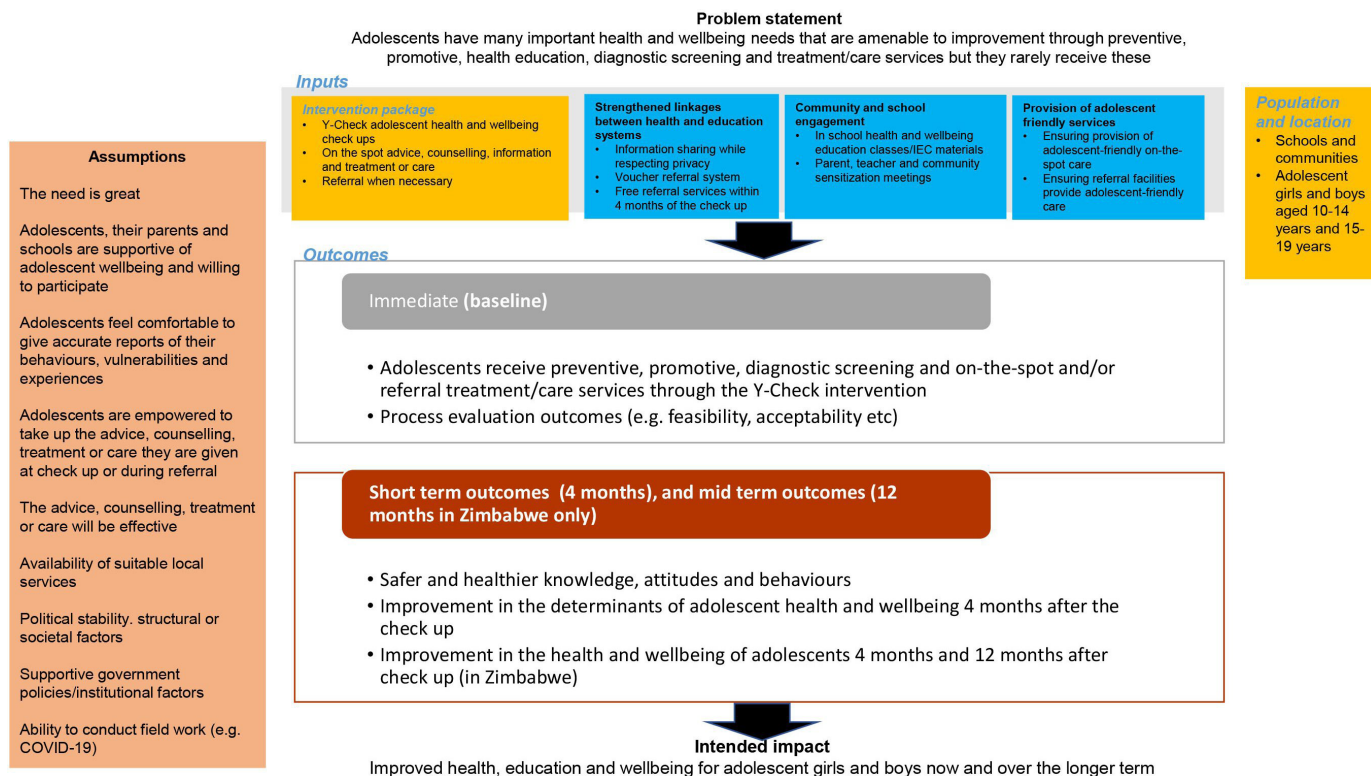 Problem statement
Adolescents have many important health and wellbeing needs that are amenable to improvement through preventive,
promotive, health education, diagnostic screening and treatment/care services but they rarely receive these
Inputs
Intervention package
• Y-Check adolescent health and wellbeing
check ups
• On the spot advice, counselling, information
and treatment or care
• Referral when necessary
Strengthened linkages
between health and education
systems
• Information sharing while
respecting privacy
• Voucher referral system
• Free referral services within
4 months of the check up
Community and school
engagement
• In school health and wellbeing
education classes/IEC materials
• Parent, teacher and community
sensitization meetings
Provision of adolescent
friendly services
• Ensuring provision of
adolescent-friendly on-the-
spot care
• Ensuring referral facilities
provide adolescent-friendly
care
Population
and location
• Schools and
communities
• Adolescent
girls and boys
aged 10-14
years and 15-
19 years
Assumptions
The need is great
Adolescents, their parents and
schools are supportive of
adolescent wellbeing and willing
to participate
Adolescents feel comfortable to
give accurate reports of their
behaviours, vulnerabilities and
experiences
Adolescents are empowered to
take up the advice, counselling,
treatment or care they are given
at check up or during referral
The advice, counselling, treatment
or care will be effective
Availability of suitable local
services
Political stability. structural or
societal factors
Supportive government
policies/institutional factors
Ability to conduct field work (e.g.
COVID-19)
Outcomes
Immediate (baseline)
• Adolescents receive preventive, promotive, diagnostic screening and on-the-spot and/or
referral treatment/care services through the Y-Check intervention
• Process evaluation outcomes (e.g. feasibility, acceptability etc)
Short term outcomes (4 months), and mid term outcomes (12
months in Zimbabwe only)
• Safer and healthier knowledge, attitudes and behaviours
• Improvement in the determinants of adolescent health and wellbeing 4 months after the
check up
• Improvement in the health and wellbeing of adolescents 4 months and 12 months after
check up (in Zimbabwe)
Intended impact
Improved health, education and wellbeing for adolescent girls and boys now and over the longer term